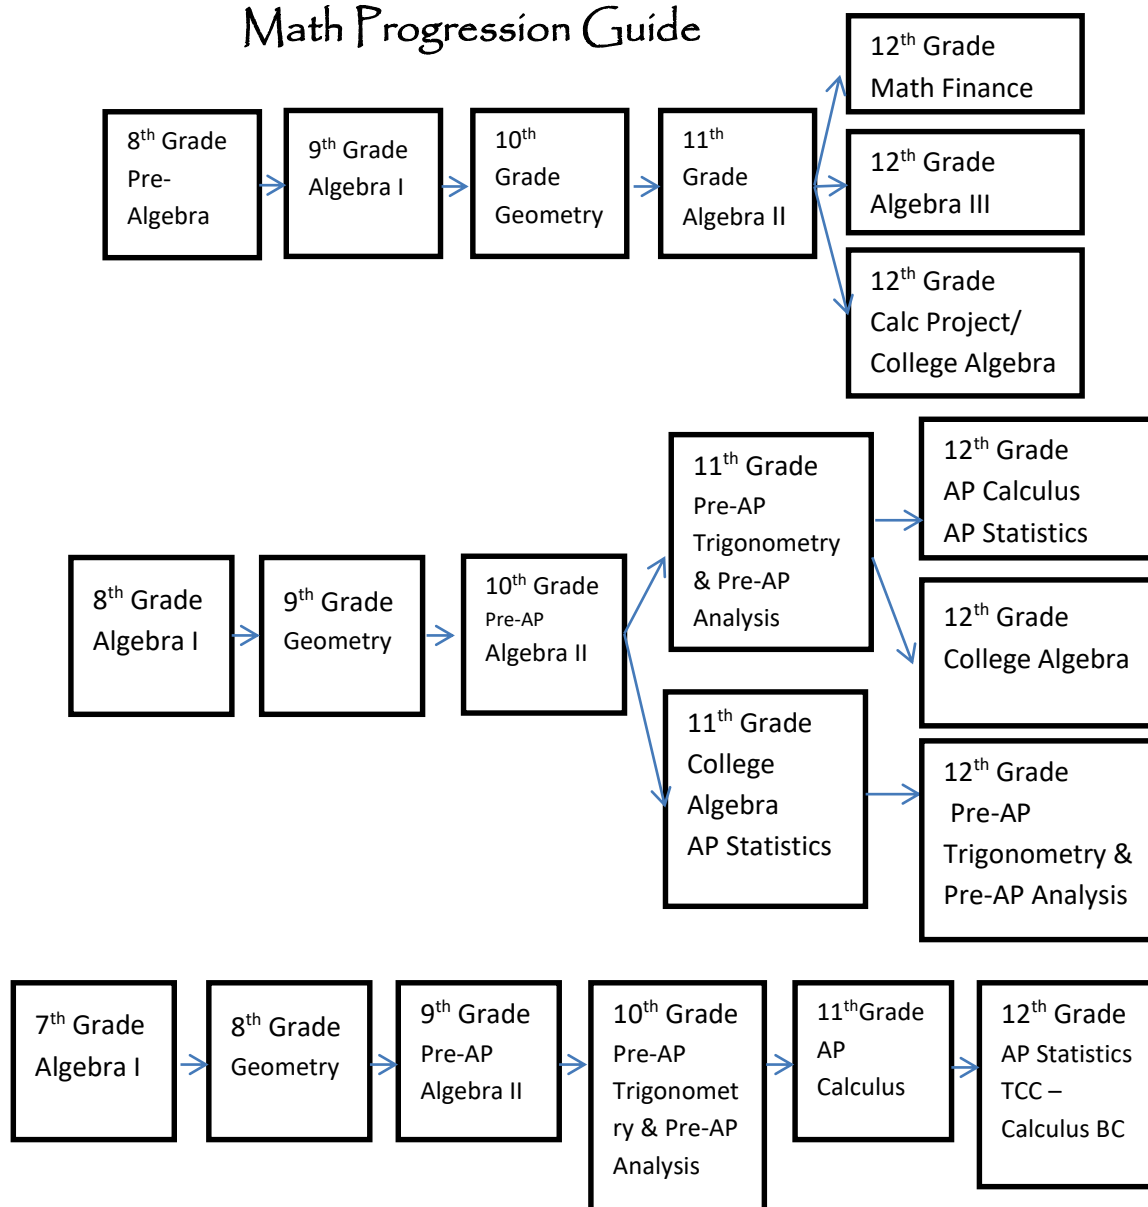 Math Progression Guide
8th Grade
Pre-
Algebra
9th Grade
Algebra I
10th
Grade
Geometry
11th
Grade
Algebra II
12th Grade
Math Finance
12th Grade
Algebra III
12th Grade
Calc Project/
College Algebra
8th Grade
Algebra I
9th Grade
Geometry
10th Grade
Pre-AP
Algebra II
11th Grade
Pre-AP
Trigonometry
& Pre-AP
Analysis
11th Grade
College
Algebra
AP Statistics
12th Grade
AP Calculus
AP Statistics
12th Grade
College Algebra
12th Grade
Pre-AP
Trigonometry &
Pre-AP Analysis
7th Grade
Algebra I
8th Grade
Geometry
9th Grade
Pre-AP
Algebra II
10th Grade
Pre-AP
Trigonomet
ry & Pre-AP
Analysis
11thGrade
AP
Calculus
12th Grade
AP Statistics
TCC –
Calculus BC